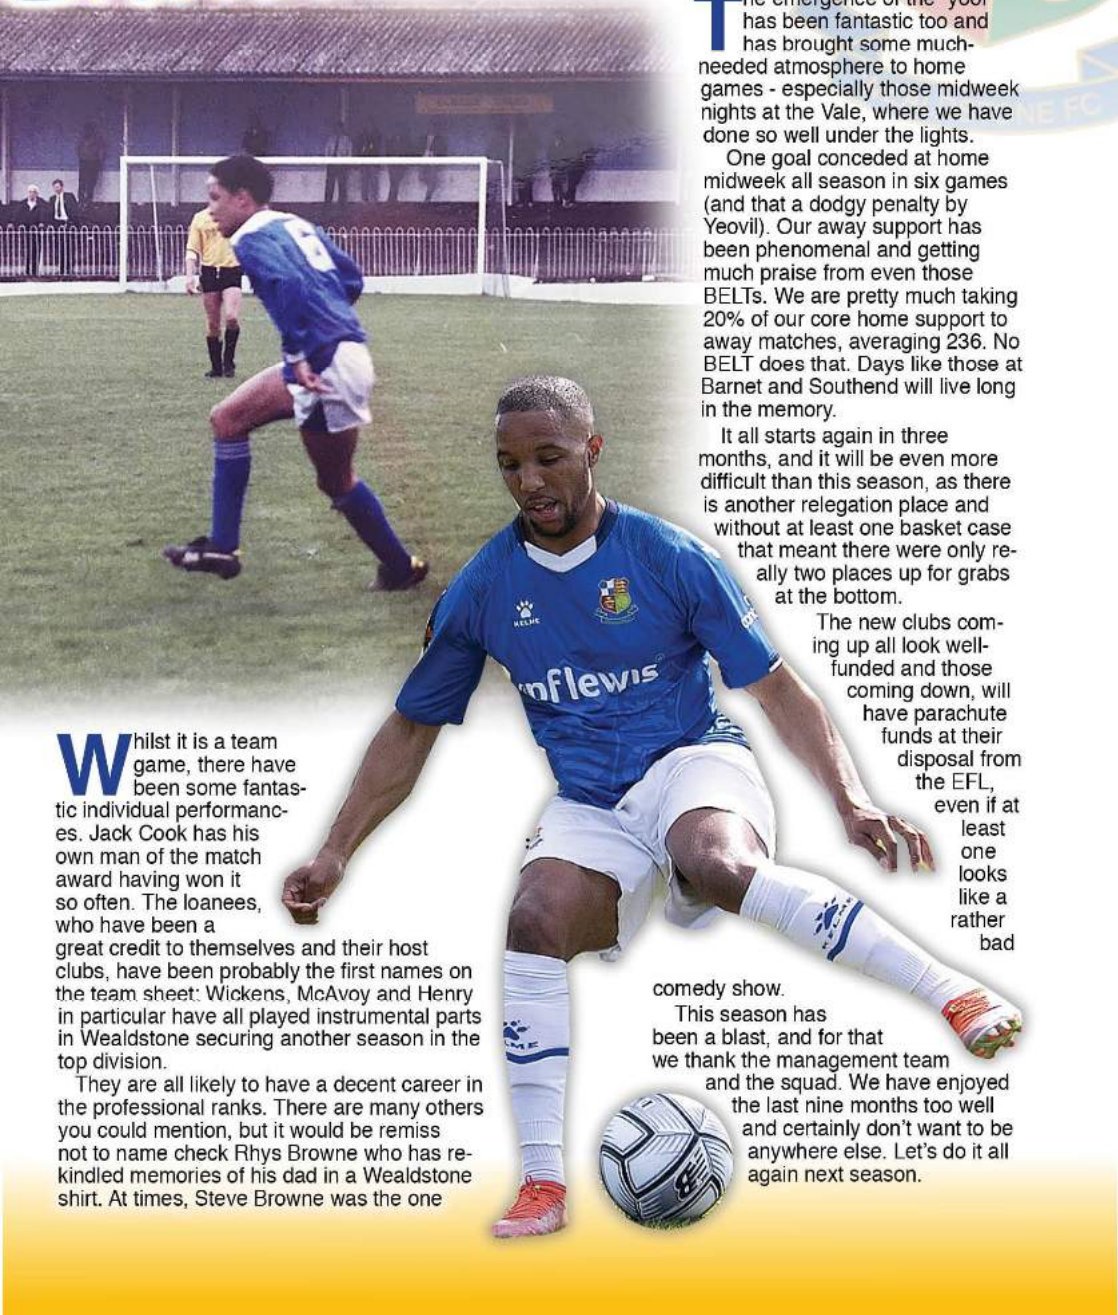 Whilst it is a team
game, there have
been some fantas-
tic individual performanc-
es. Jack Cook has his
own man of the match
award having won it
so often. The loanees,
who have been a
great credit to themselves and their host
clubs, have been probably the first names on
the team sheet: Wickens, McAvoy and Henry
in particular have all played instrumental parts
in Wealdstone securing another season in the
top division.
They are all likely to have a decent career in
the professional ranks. There are many others
you could mention, but it would be remiss
not to name check Rhys Browne who has re-
kindled memories of his dad in a Wealdstone
shirt. At times, Steve Browne was the one
The emergence of the
has been fantastic too and
has brought some much-
needed atmosphere to home
games - especially those midweek
nights at the Vale, where we have
done so well under the lights.
One goal conceded at home
midweek all season in six games
(and that a dodgy penalty by
Yeovil). Our away support has
been phenomenal and getting
much praise from even those
BELTs. We are pretty much taking
20% of our core home support to
away matches, averaging 236. No
BELT does that. Days like those at
Barnet and Southend will live long
in the memory.
It all starts again in three
months, and it will be even more
difficult than this season, as there
is another relegation place and
without at least one basket case
that meant there were only re-
ally two places up for grabs
at the bottom.
The new clubs com-
ing up all look well-
funded and those
coming down, will
have parachute
funds at their
disposal from
the EFL,
even if at
least
one
looks
like a
rather
bad
comedy show.
This season has
been a blast, and for that
we thank the management team
and the squad. We have enjoyed
the last nine months too well
and certainly don't want to be
anywhere else. Let's do it all
again next season.
6
KELME
nflewis
KELME
LME
NE FC